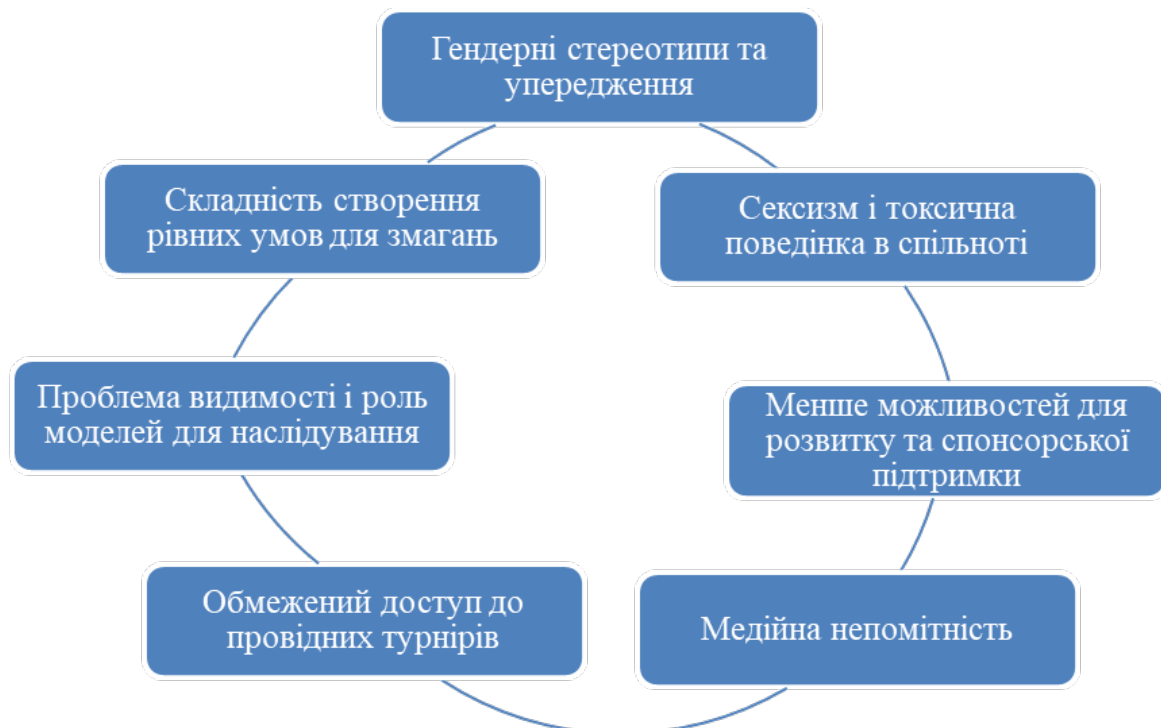 Гендерні стереотипи та
упередження
Складність створення
рівних умов для змагань
Сексизм і токсична
поведінка в спільноті
Проблема видимості і роль
моделей для наслідування
Менше можливостей для
розвитку та спонсорської
підтримки
Обмежений доступ до
провідних турнірів
Медійна непомітність